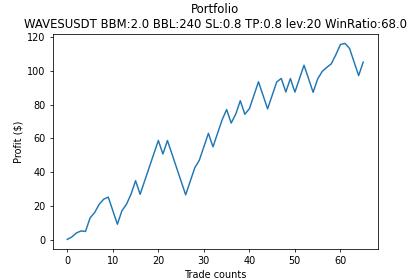 Portfolio
WAVESUSDT BBM:2.0 BBL:240 SL:0.8 TP:0.8 lev:20 WinRatio:68.0
120
100
80
60
40
20
0
Profit ($)
0 10 20 30 40 50 60
Trade counts